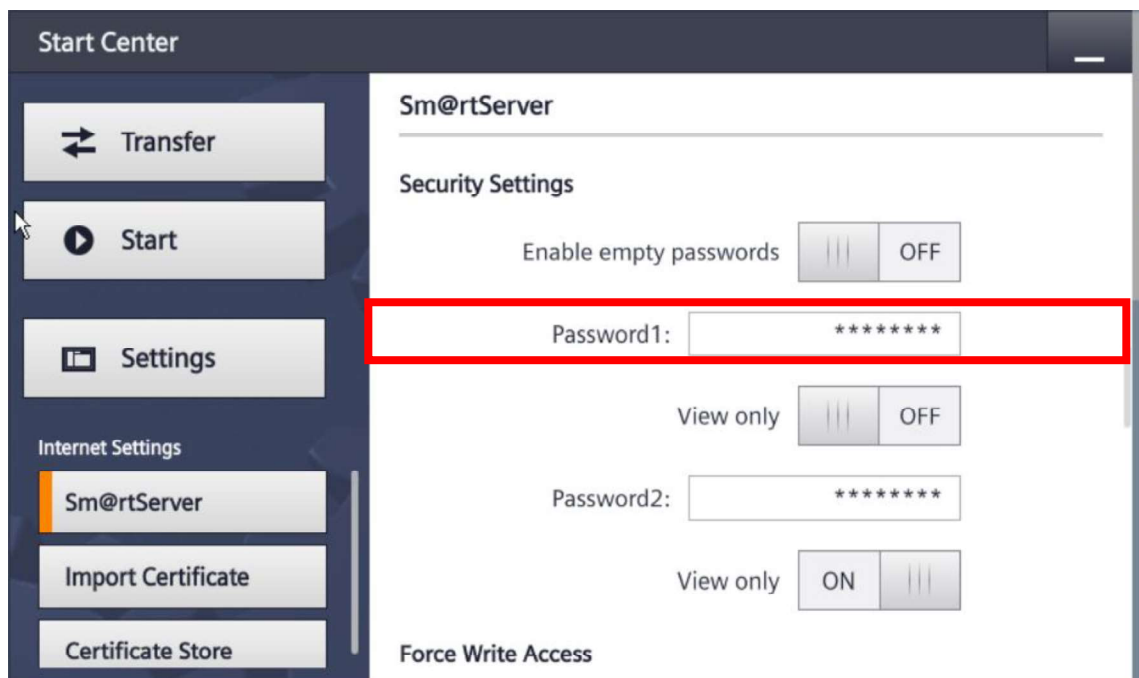 Start Center
Transfer
Start
Settings
Internet Settings
Sm@rtServer
Import Certificate
Certificate Store
Sm@rtServer
Security Settings
Enable empty passwords OFF
Password1: ********
View only OFF
Password2: ********
View only ON
Force Write Access